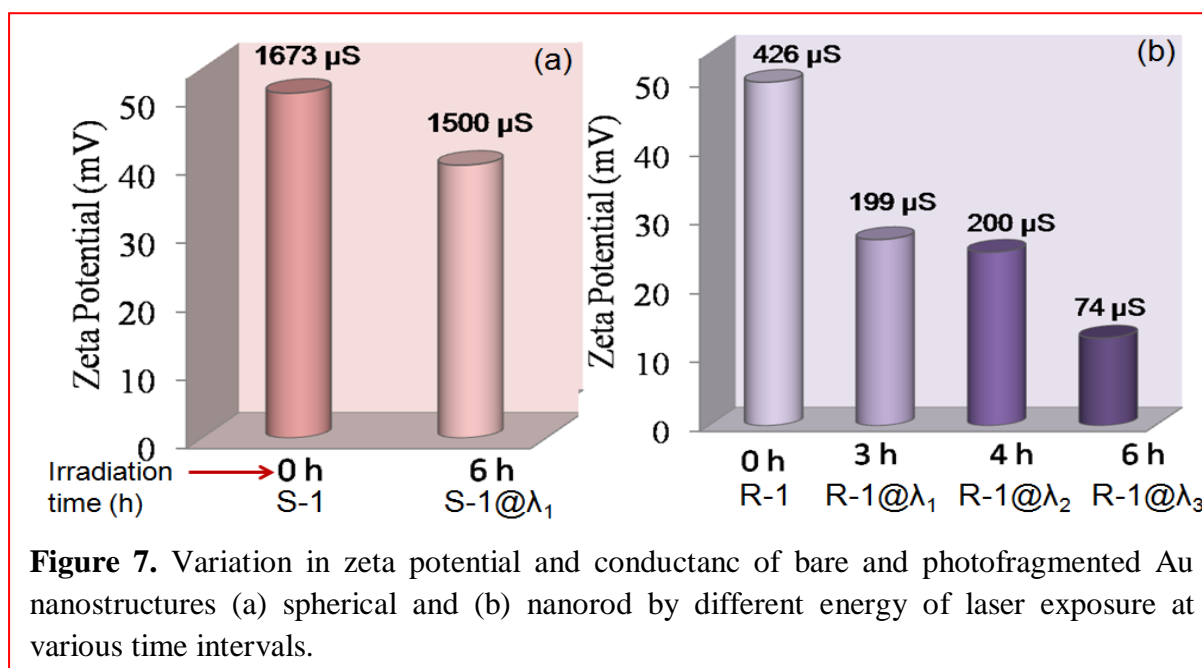 (a)
1673 µS
1500 µS
Zeta Potential (mV)
50
40
30
20
10
0
Irradiation
time (h)
0 h
6 h
S-1
S-1@λ₁
(b)
426 µS
199 µS
200 µS
74 µS
Zeta Potential (mV)
50
40
30
20
10
0
0 h
3 h
4 h
6 h
R-1
R-1@λ₁
R-1@λ₂
R-1@λ₃
Figure 7. Variation in zeta potential and conductanc of bare and photofragmented Au
nanostructures (a) spherical and (b) nanorod by different energy of laser exposure at
various time intervals.